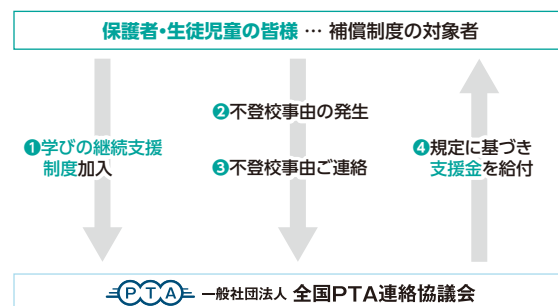 保護者・生徒児童の皆様 … 補償制度の対象者
❶学びの継続支援
制度加入
❷不登校事由の発生
❸不登校事由ご連絡
❹規定に基づき
支援金を給付
PTA 一般社団法人 全国PTA連絡協議会